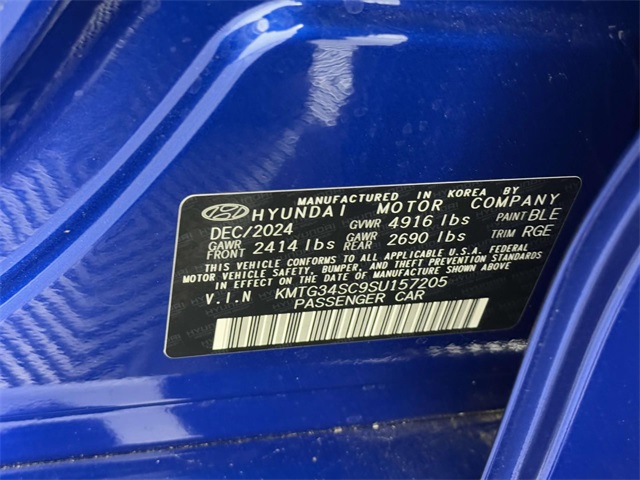 MANUFACTURED IN KOREA BY
HYUNDAI MOTOR COMPANY
DEC/2024 GVWR 4916 lbs PAINT BLE
GAWR FRONT 2414 lbs GAWR REAR 2690 lbs TRIM RGE
THIS VEHICLE CONFORMS TO ALL APPLICABLE U.S.A. FEDERAL
MOTOR VEHICLE SAFETY, BUMPER, AND THEFT PREVENTION STANDARDS
IN EFFECT ON THE DATE OF MANUFACTURE SHOWN ABOVE.
V.I.N KMTG34SC9SU157205
PASSENGER CAR